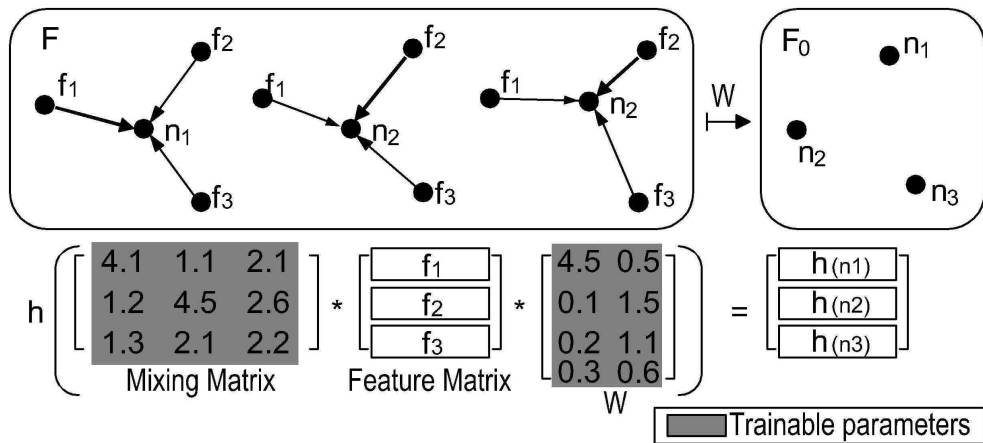 F
f1 f2 n1 f3
f1 f2 n2 f3
f1 f2 n2 f3
W
F0
n1
n2
n3
h
4.1 1.1 2.1
1.2 4.5 2.6
1.3 2.1 2.2
Mixing Matrix
*
f1
f2
f3
Feature Matrix
*
4.5 0.5
0.1 1.5
0.2 1.1
0.3 0.6
W
=
h(n1)
h(n2)
h(n3)
Trainable parameters